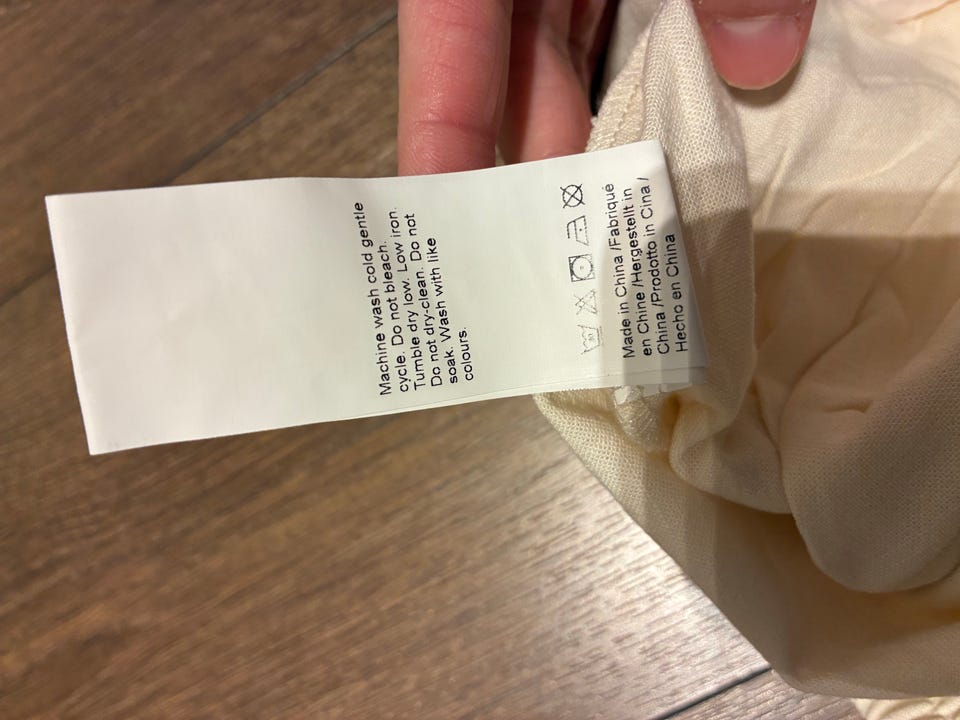 Machine wash cold gentle
cycle. Do not bleach.
Tumble dry low. Low iron.
Do not dry-clean. Do not
soak. Wash with like
colours.
Made in China /Fabriqué
en Chine /Hergestellt in
China /Prodotto in Cina /
Hecho en China